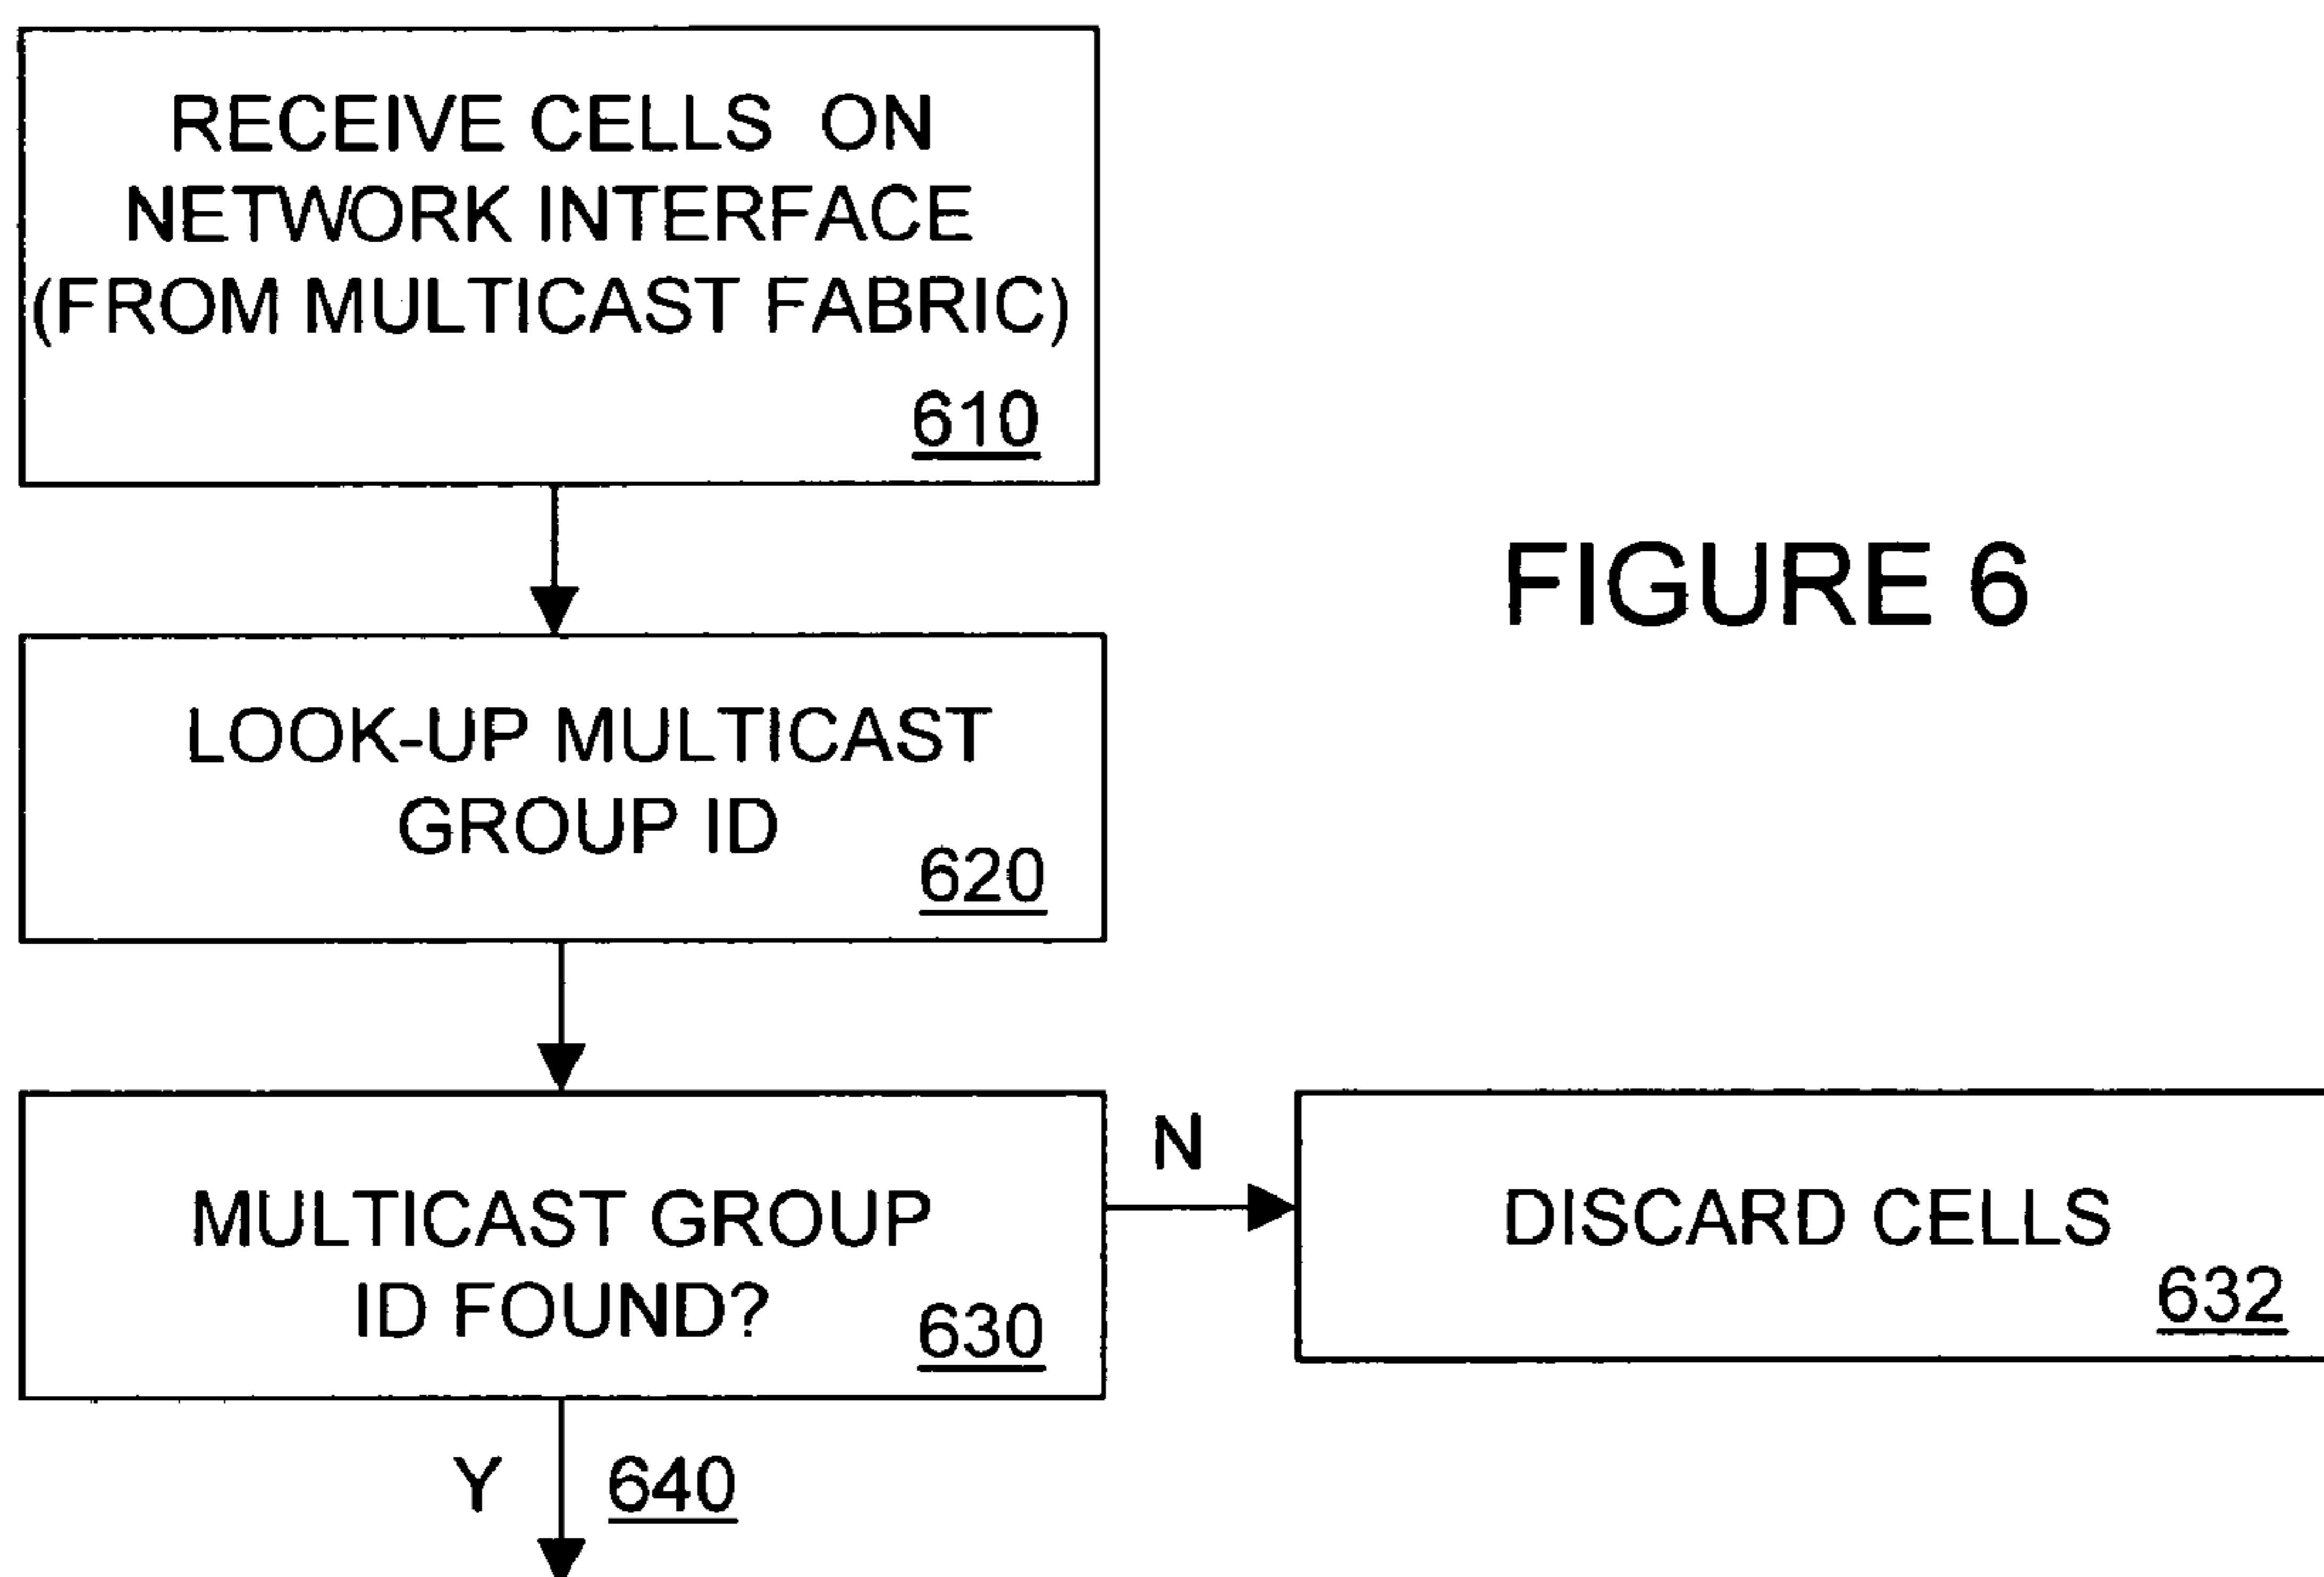 RECEIVE CELLS ON
NETWORK INTERFACE
(FROM MULTICAST FABRIC)
610
FIGURE 6
LOOK-UP MULTICAST
GROUP ID
620
MULTICAST GROUP
ID FOUND?
630
N
DISCARD CELLS
632
Y
640